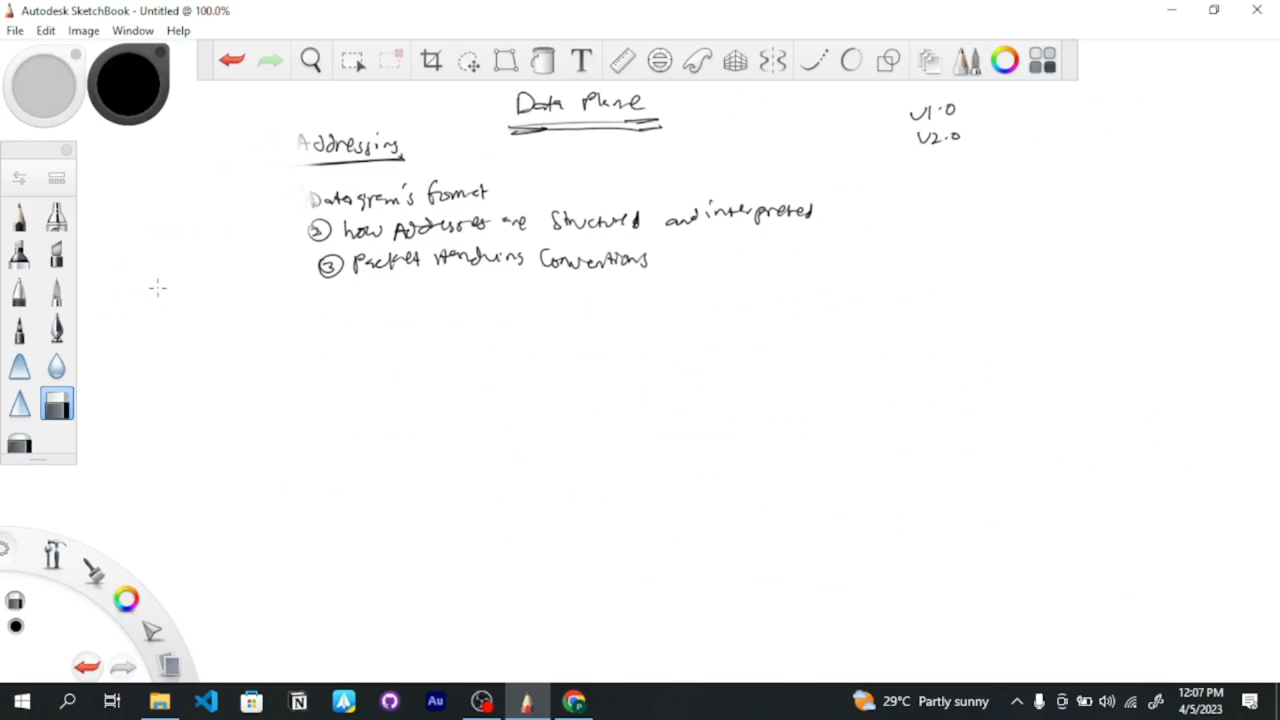 Autodesk SketchBook - Untitled @ 100.0%
File Edit Image Window Help
T
Data Plane
V1.0
V2.0
Addressing
Datagram's format
② how Addresses are Structured and interpreted
③ Packet Handling Conventions
Au
29°C Partly sunny
12:07 PM
4/5/2023